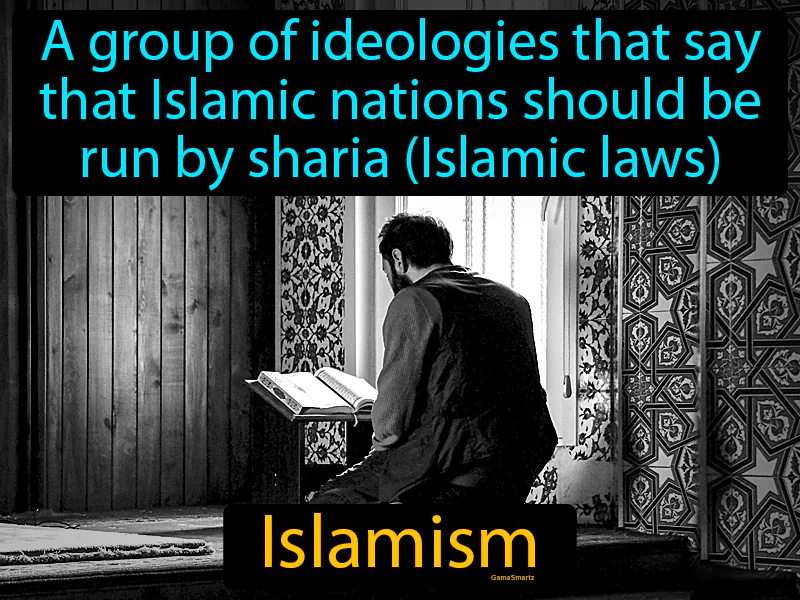 A group of ideologies that say
that Islamic nations should be
run by sharia (Islamic laws)
Islamism
GameSmartz